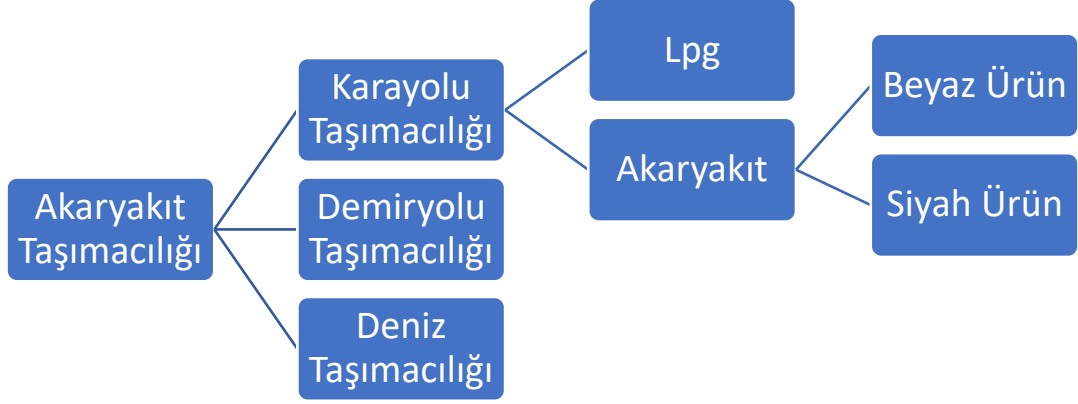 Akaryakıt
Taşımacılığı
Karayolu
Taşımacılığı
Lpg
Akaryakıt
Beyaz Ürün
Siyah Ürün
Demiryolu
Taşımacılığı
Deniz
Taşımacılığı